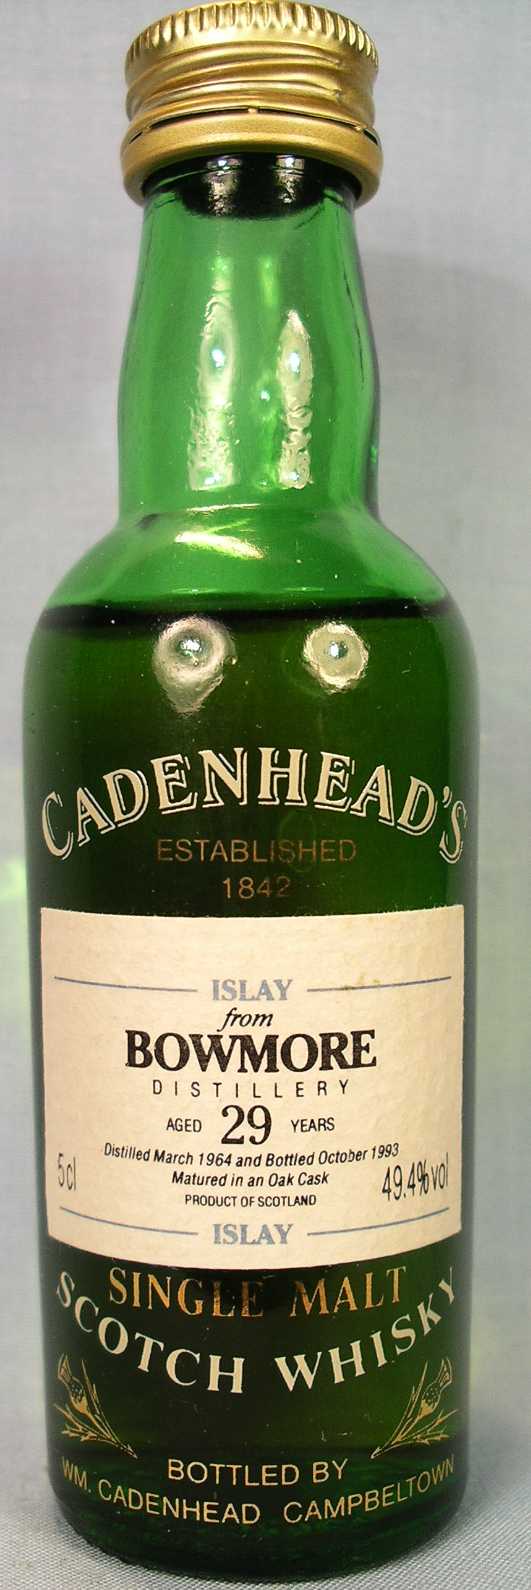 CADENHEAD'S
ESTABLISHED
1842
ISLAY
from
BOWMORE
DISTILLERY
AGED 29 YEARS
Distilled March 1964 and Bottled October 1993
Matured in an Oak Cask
5cl PRODUCT OF SCOTLAND 49.4% vol
ISLAY
SINGLE MALT
SCOTCH WHISKY
BOTTLED BY
WM. CADENHEAD CAMPBELTOWN